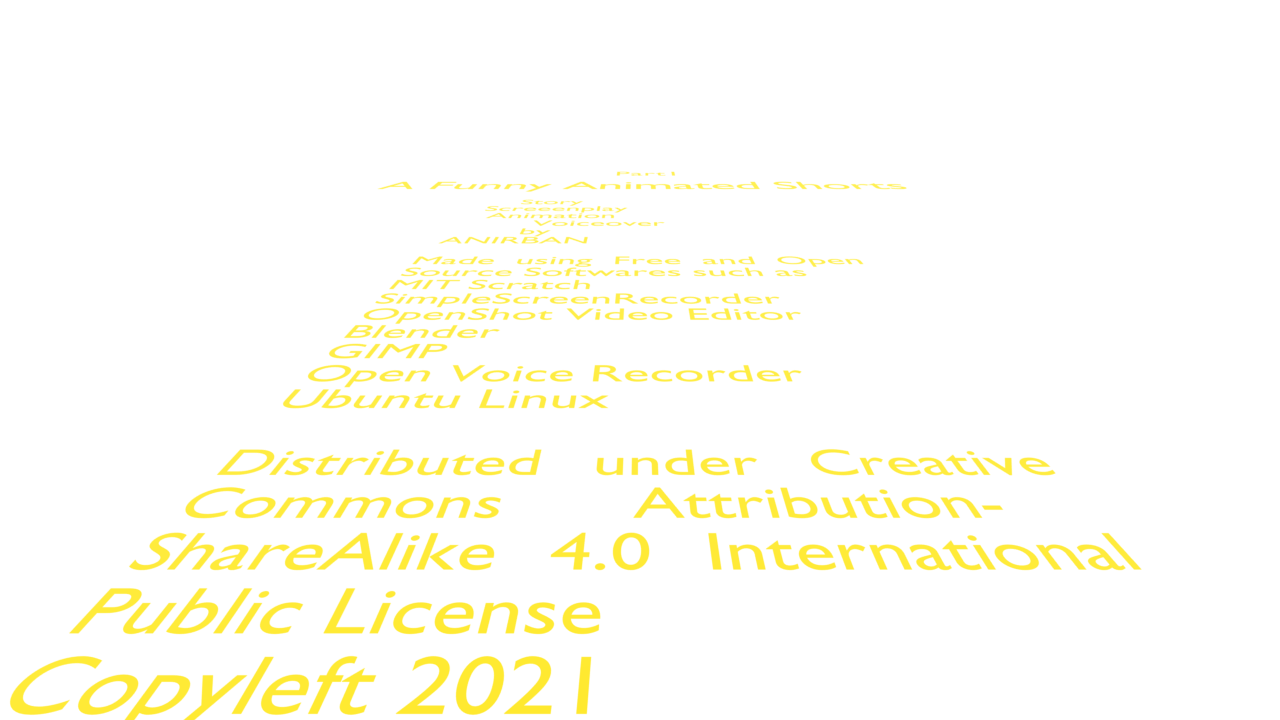 Part1
A Funny Animated Shorts
Story
Screeenplay
Animation
Voiceover
by
ANIRBAN
Made using Free and Open
Source Softwares such as
MIT Scratch
SimpleScreenRecorder
OpenShot Video Editor
Blender
GIMP
Open Voice Recorder
Ubuntu Linux
Distributed under Creative
Commons Attribution-
ShareAlike 4.0 International
Public License
Copyleft 2021